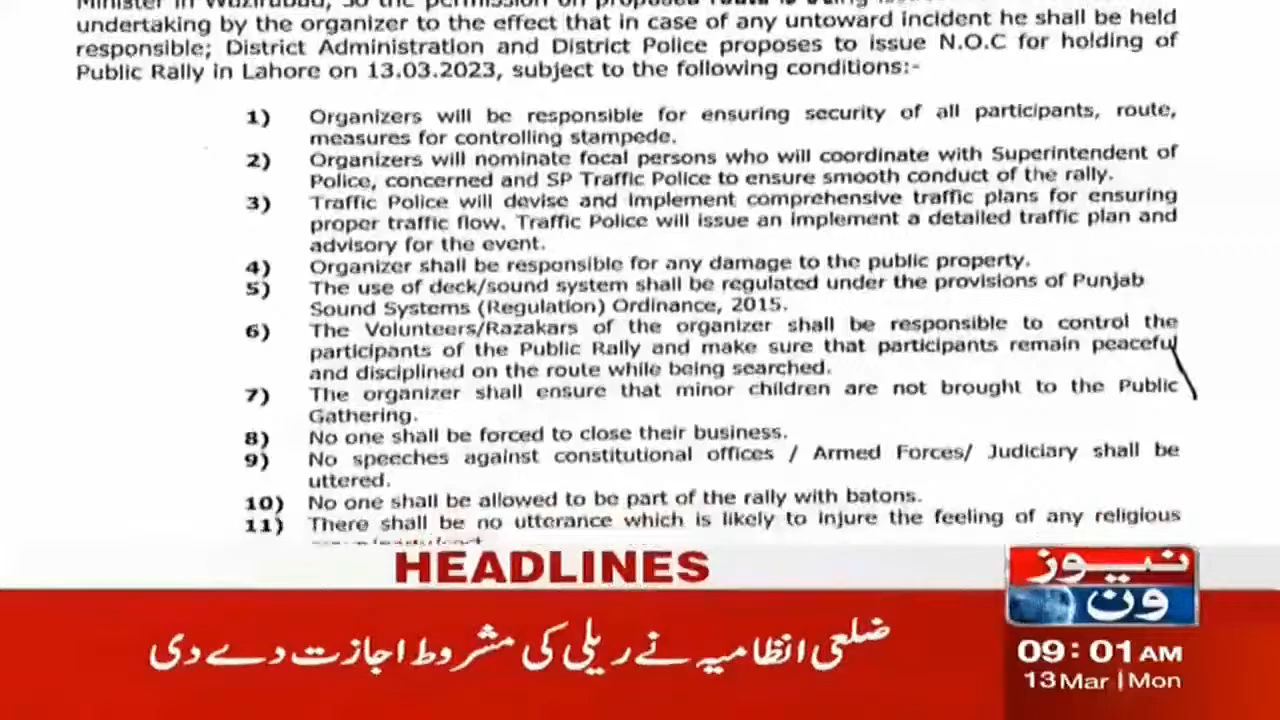 undertaking by the organizer to the effect that in case of any untoward incident he shall be held
responsible; District Administration and District Police proposes to issue N.O.C for holding of
Public Rally in Lahore on 13.03.2023, subject to the following conditions:-
1) Organizers will be responsible for ensuring security of all participants, route,
measures for controlling stampede.
2) Organizers will nominate focal persons who will coordinate with Superintendent of
Police, concerned and SP Traffic Police to ensure smooth conduct of the rally.
3) Traffic Police will devise and implement comprehensive traffic plans for ensuring
proper traffic flow. Traffic Police will issue an implement a detailed traffic plan and
advisory for the event.
4) Organizer shall be responsible for any damage to the public property.
5) The use of deck/sound system shall be regulated under the provisions of Punjab
Sound Systems (Regulation) Ordinance, 2015.
6) The Volunteers/Razakars of the organizer shall be responsible to control the
participants of the Public Rally and make sure that participants remain peaceful
and disciplined on the route while being searched.
7) The organizer shall ensure that minor children are not brought to the Public
Gathering.
8) No one shall be forced to close their business.
9) No speeches against constitutional offices / Armed Forces/ Judiciary shall be
uttered.
10) No one shall be allowed to be part of the rally with batons.
11) There shall be no utterance which is likely to injure the feeling of any religious
HEADLINES
نیوز
ون
ضلعی انتظامیہ نے ریلی کی مشروط اجازت دے دی
09:01 AM
13 Mar | Mon